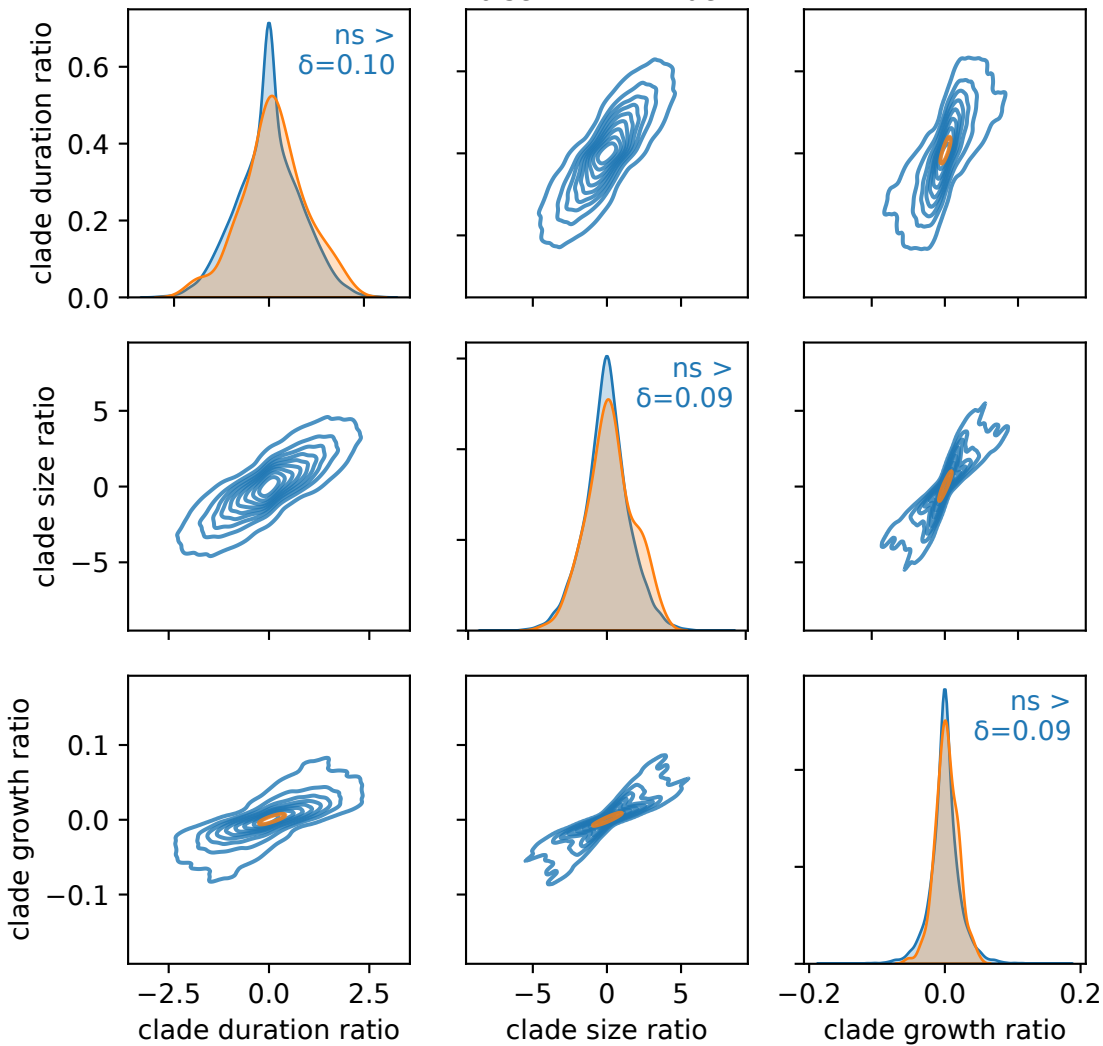 clade duration ratio
0.6
0.4
0.2
0.0
ns >
δ=0.10
−5
0
5
clade size ratio
5
0
−5
ns >
δ=0.09
clade growth ratio
0.1
0.0
−0.1
ns >
δ=0.09
−2.5
0.0
2.5
−5
0
5
−0.2
0.0
0.2
clade duration ratio
clade size ratio
clade growth ratio